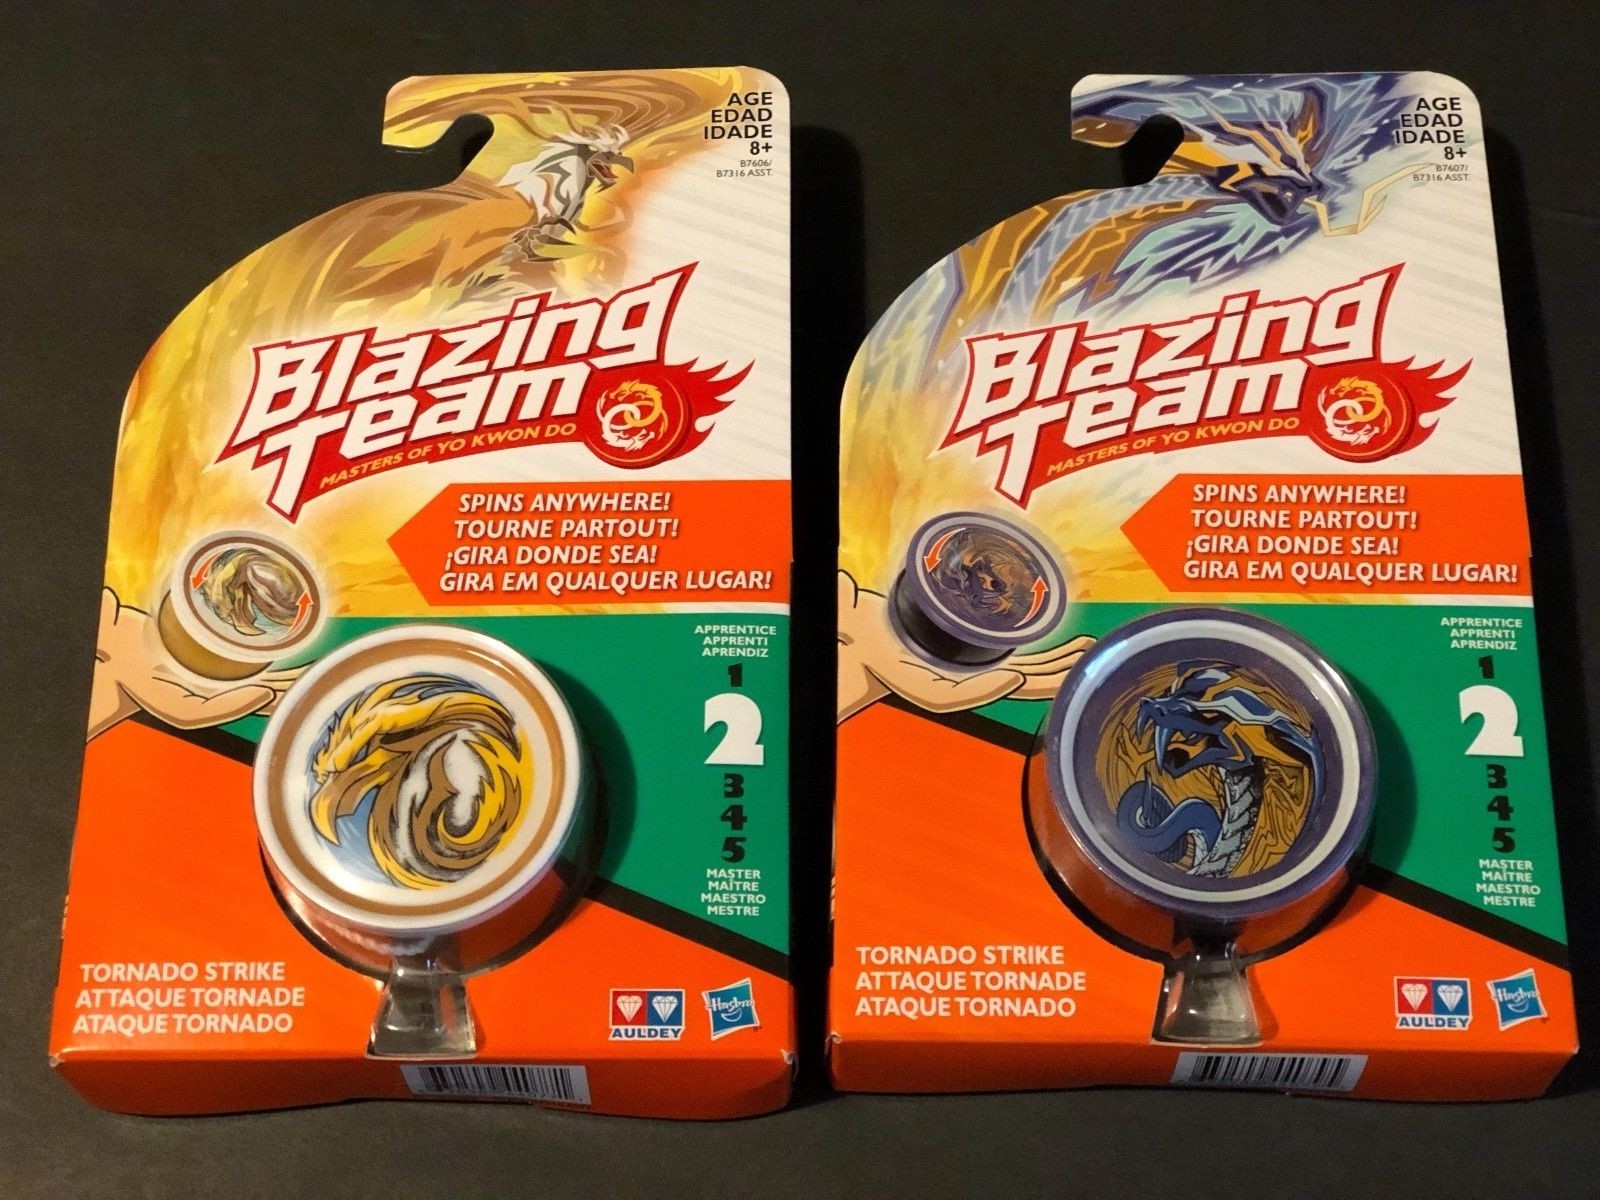 AGE
EDAD
IDADE
8+
B7606/
B7316 ASST.
Blazing
Team
MASTERS OF YO KWON DO
SPINS ANYWHERE!
TOURNE PARTOUT!
¡GIRA DONDE SEA!
GIRA EM QUALQUER LUGAR!
APPRENTICE
APPRENTI
APRENDIZ
1
2
3
4
5
MASTER
MAÎTRE
MAESTRO
MESTRE
TORNADO STRIKE
ATTAQUE TORNADE
ATAQUE TORNADO
AULDEY
Hasbro
AGE
EDAD
IDADE
8+
B7607/
B7316 ASST.
Blazing
Team
MASTERS OF YO KWON DO
SPINS ANYWHERE!
TOURNE PARTOUT!
¡GIRA DONDE SEA!
GIRA EM QUALQUER LUGAR!
APPRENTICE
APPRENTI
APRENDIZ
1
2
3
4
5
MASTER
MAÎTRE
MAESTRO
MESTRE
TORNADO STRIKE
ATTAQUE TORNADE
ATAQUE TORNADO
AULDEY
Hasbro